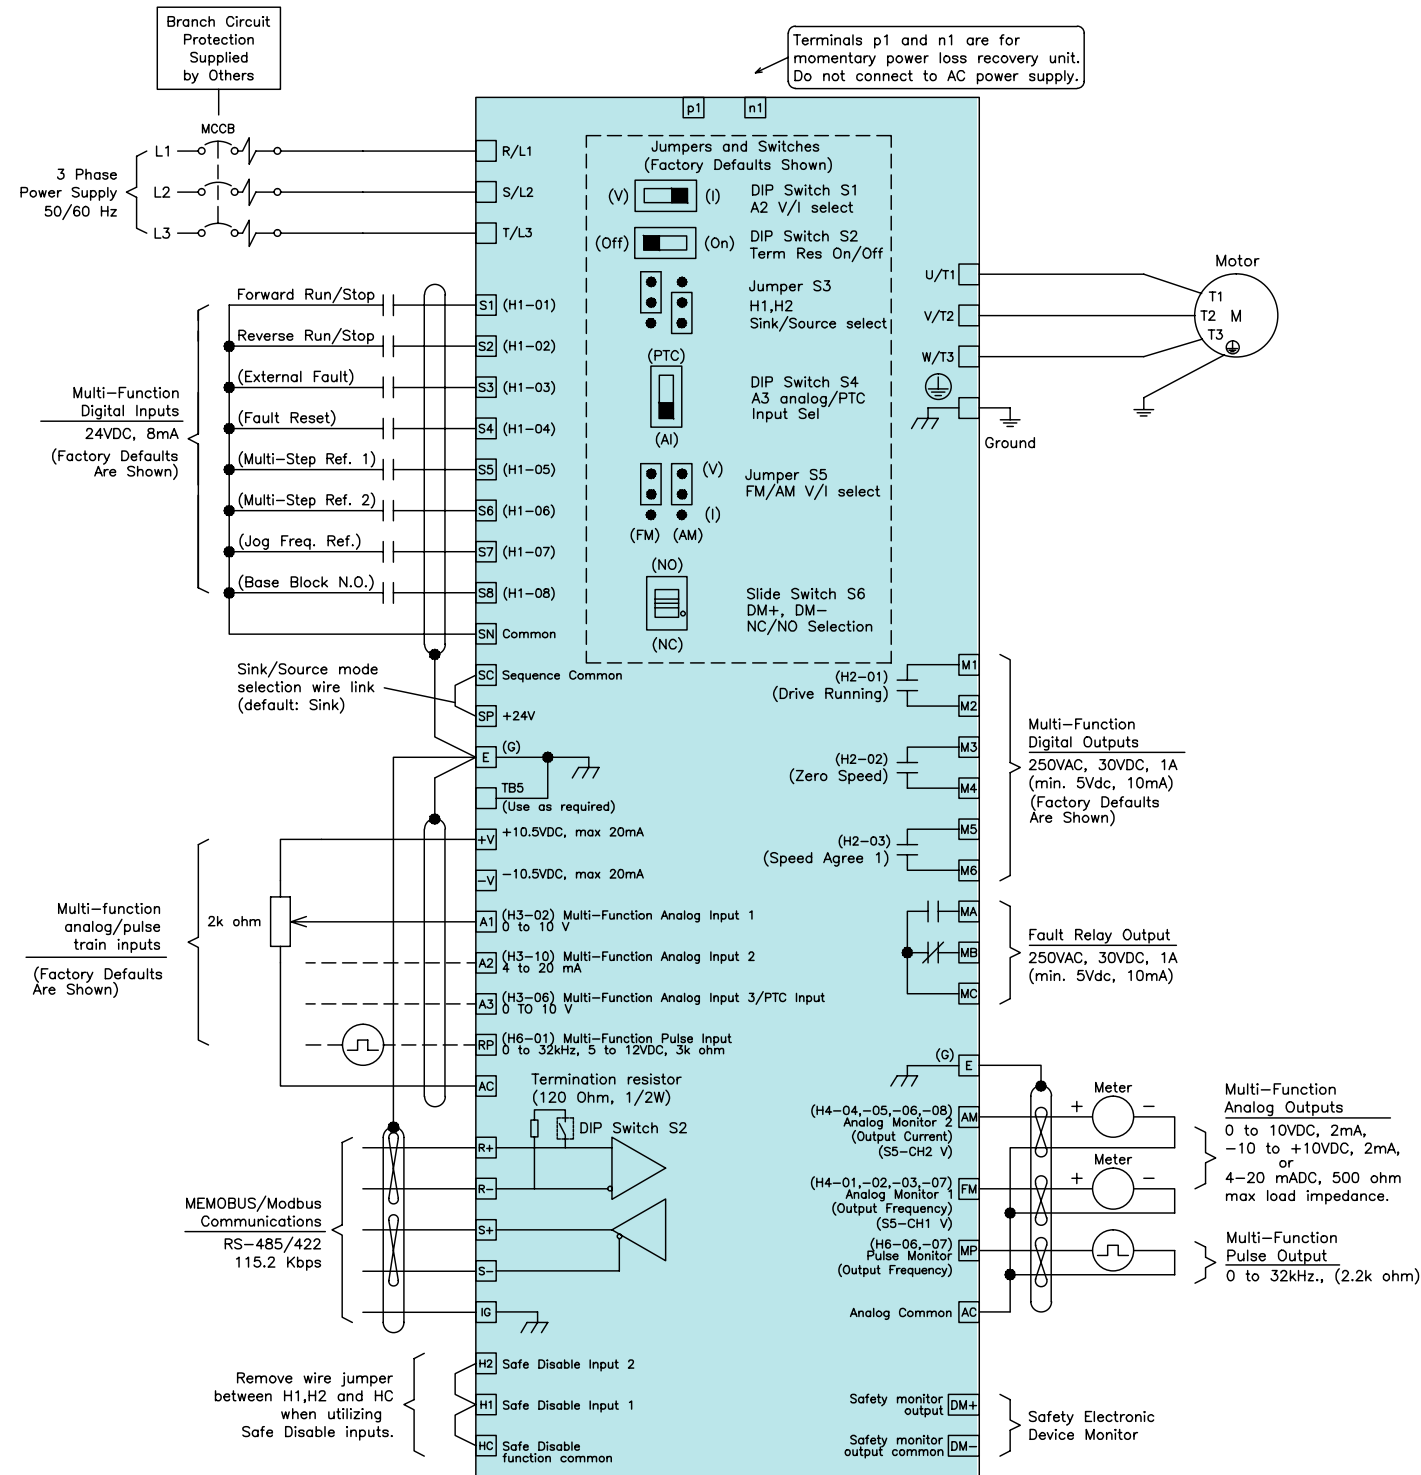 Branch Circuit
Protection
Supplied
by Others
Terminals p1 and n1 are for
momentary power loss recovery unit.
Do not connect to AC power supply.
p1
n1
MCCB
3 Phase
Power Supply
50/60 Hz
L1
L2
L3
R/L1
S/L2
T/L3
Jumpers and Switches
(Factory Defaults Shown)
(V)
(I)
DIP Switch S1
A2 V/I select
(Off)
(On)
DIP Switch S2
Term Res On/Off
Jumper S3
H1,H2
Sink/Source select
(PTC)
DIP Switch S4
A3 analog/PTC
Input Sel
(AI)
(V)
Jumper S5
FM/AM V/I select
(I)
(FM)
(AM)
(NO)
Slide Switch S6
DM+, DM-
NC/NO Selection
(NC)
U/T1
V/T2
W/T3
Ground
Motor
T1
T2
M
T3
Multi-Function
Digital Inputs
24VDC, 8mA
(Factory Defaults
Are Shown)
Forward Run/Stop
S1 (H1-01)
Reverse Run/Stop
S2 (H1-02)
(External Fault)
S3 (H1-03)
(Fault Reset)
S4 (H1-04)
(Multi-Step Ref. 1)
S5 (H1-05)
(Multi-Step Ref. 2)
S6 (H1-06)
(Jog Freq. Ref.)
S7 (H1-07)
(Base Block N.O.)
S8 (H1-08)
SN Common
Sink/Source mode
selection wire link
(default: Sink)
SC Sequence Common
SP +24V
E (G)
TB5
(Use as required)
+V +10.5VDC, max 20mA
-V -10.5VDC, max 20mA
Multi-function
analog/pulse
train inputs
(Factory Defaults
Are Shown)
2k ohm
A1 (H3-02) Multi-Function Analog Input 1
0 to 10 V
A2 (H3-10) Multi-Function Analog Input 2
4 to 20 mA
A3 (H3-06) Multi-Function Analog Input 3/PTC Input
0 TO 10 V
RP (H6-01) Multi-Function Pulse Input
0 to 32kHz, 5 to 12VDC, 3k ohm
AC
Termination resistor
(120 Ohm, 1/2W)
DIP Switch S2
MEMOBUS/Modbus
Communications
RS-485/422
115.2 Kbps
R+
R-
S+
S-
IG
Remove wire jumper
between H1,H2 and HC
when utilizing
Safe Disable inputs.
H2 Safe Disable Input 2
H1 Safe Disable Input 1
HC Safe Disable
function common
(H2-01)
(Drive Running)
M1
M2
(H2-02)
(Zero Speed)
M3
M4
(H2-03)
(Speed Agree 1)
M5
M6
Multi-Function
Digital Outputs
250VAC, 30VDC, 1A
(min. 5Vdc, 10mA)
(Factory Defaults
Are Shown)
MA
MB
MC
Fault Relay Output
250VAC, 30VDC, 1A
(min. 5Vdc, 10mA)
(G) E
(H4-04,-05,-06,-08)
Analog Monitor 2
(Output Current)
(S5-CH2 V)
AM
+
Meter
-
(H4-01,-02,-03,-07)
Analog Monitor 1
(Output Frequency)
(S5-CH1 V)
FM
+
Meter
-
(H6-06,-07)
Pulse Monitor
(Output Frequency)
MP
Analog Common AC
Multi-Function
Analog Outputs
0 to 10VDC, 2mA,
-10 to +10VDC, 2mA,
or
4-20 mADC, 500 ohm
max load impedance.
Multi-Function
Pulse Output
0 to 32kHz., (2.2k ohm)
Safety monitor
output
DM+
Safety monitor
output common
DM-
Safety Electronic
Device Monitor